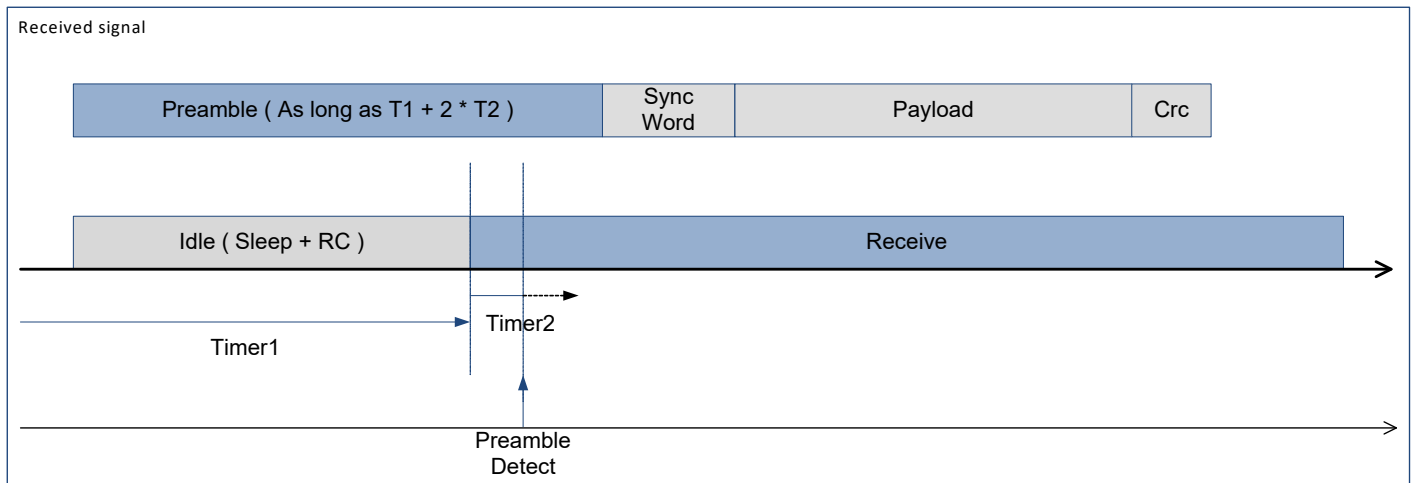 Received signal
Preamble ( As long as T1 + 2 * T2 )
Sync
Word
Payload
Crc
Idle ( Sleep + RC )
Receive
Timer2
Timer1
Preamble
Detect